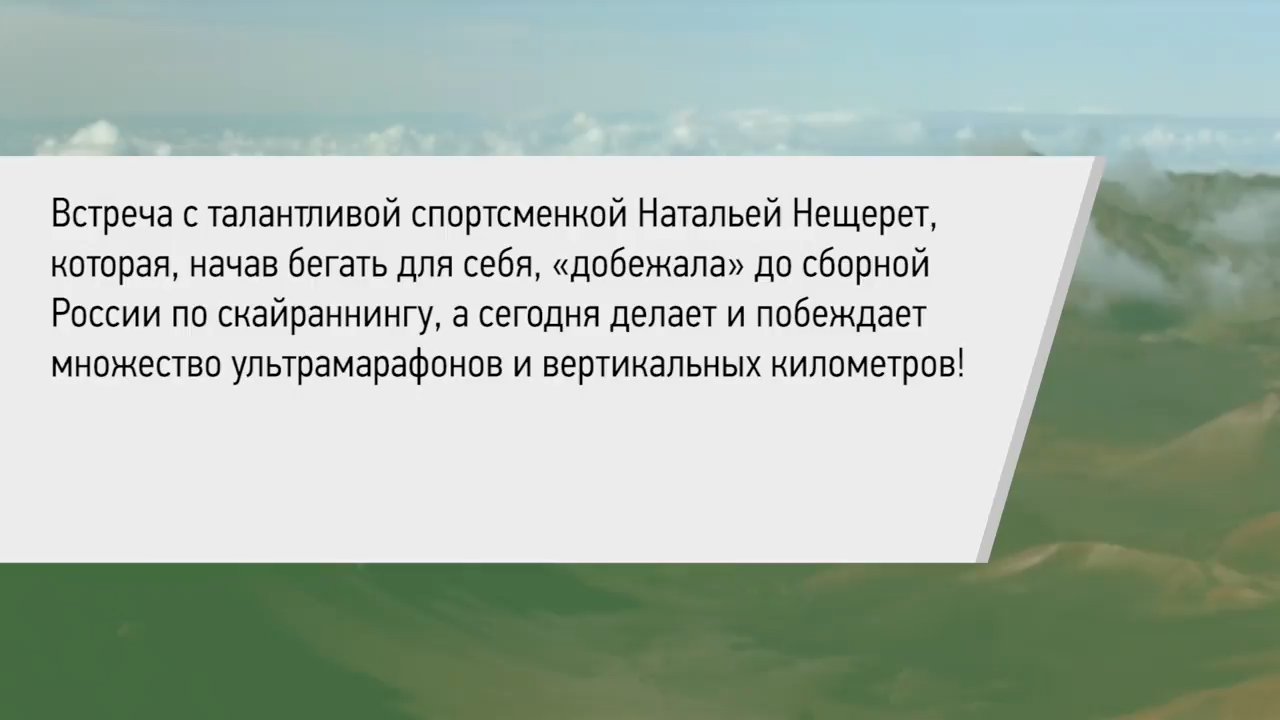 Встреча с талантливой спортсменкой Натальей Нещерет,
которая, начав бегать для себя, «добежала» до сборной
России по скайраннингу, а сегодня делает и побеждает
множество ультрамарафонов и вертикальных километров!